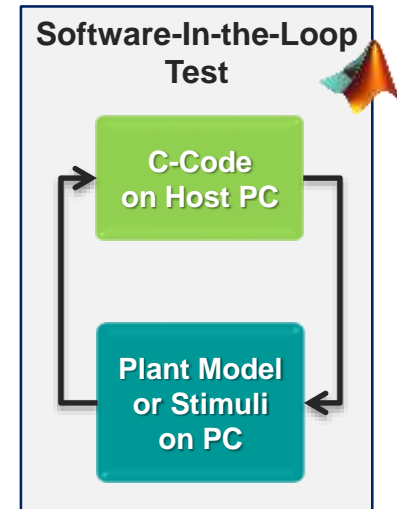 Software-In-the-Loop
Test
C-Code
on Host PC
Plant Model
or Stimuli
on PC